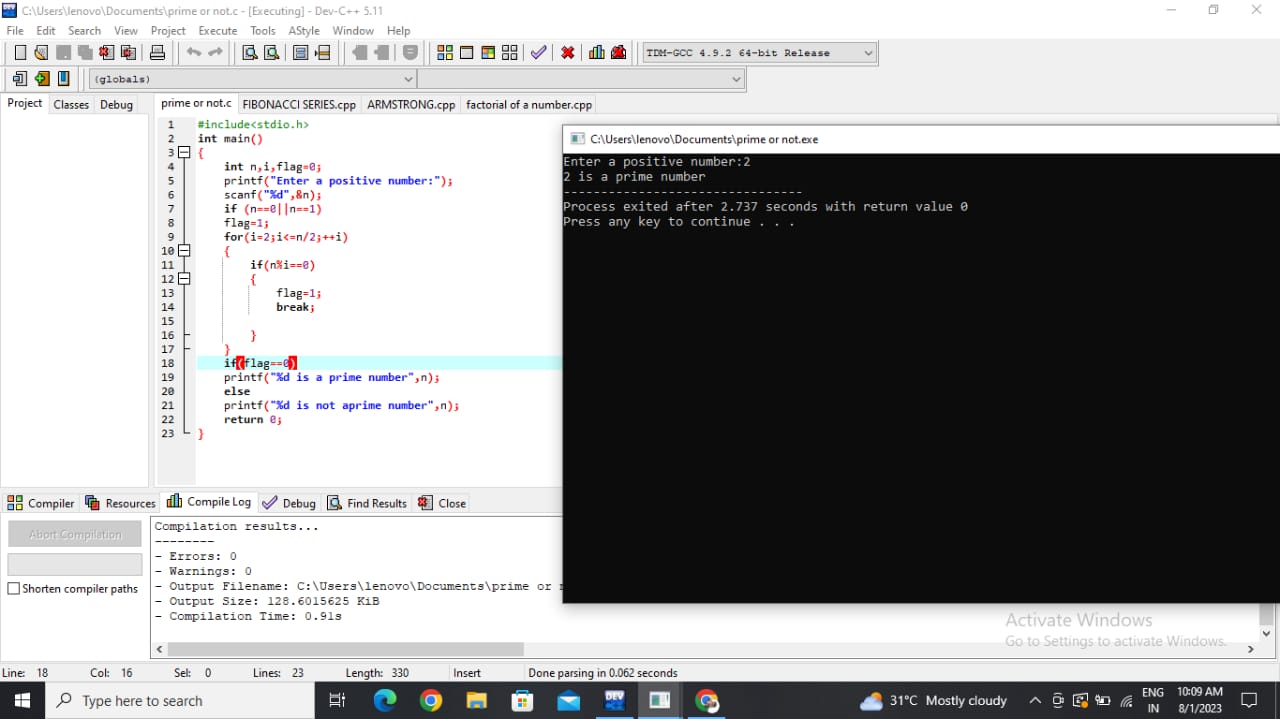 C:\Users\lenovo\Documents\prime or not.c - [Executing] - Dev-C++ 5.11
File Edit Search View Project Execute Tools AStyle Window Help
TDM-GCC 4.9.2 64-bit Release
(globals)
Project Classes Debug prime or not.c FIBONACCI SERIES.cpp ARMSTRONG.cpp factorial of a number.cpp
1 #include<stdio.h>
2 int main()
3 {
4 int n,i,flag=0;
5 printf("Enter a positive number:");
6 scanf("%d",&n);
7 if (n==0||n==1)
8 flag=1;
9 for(i=2;i<=n/2;++i)
10 {
11 if(n%i==0)
12 {
13 flag=1;
14 break;
15
16 }
17 }
18 if(flag==0)
19 printf("%d is a prime number",n);
20 else
21 printf("%d is not aprime number",n);
22 return 0;
23 }
C:\Users\lenovo\Documents\prime or not.exe
Enter a positive number:2
2 is a prime number
--------------------------------
Process exited after 2.737 seconds with return value 0
Press any key to continue . . .
Compiler Resources Compile Log Debug Find Results Close
Abort Compilation
Shorten compiler paths
Compilation results...
--------
- Errors: 0
- Warnings: 0
- Output Filename: C:\Users\lenovo\Documents\prime or
- Output Size: 128.6015625 KiB
- Compilation Time: 0.91s
Activate Windows
Go to Settings to activate Windows.
Line: 18 Col: 16 Sel: 0 Lines: 23 Length: 330 Insert Done parsing in 0.062 seconds
Type here to search
DEV
31°C Mostly cloudy
ENG
IN
10:09 AM
8/1/2023